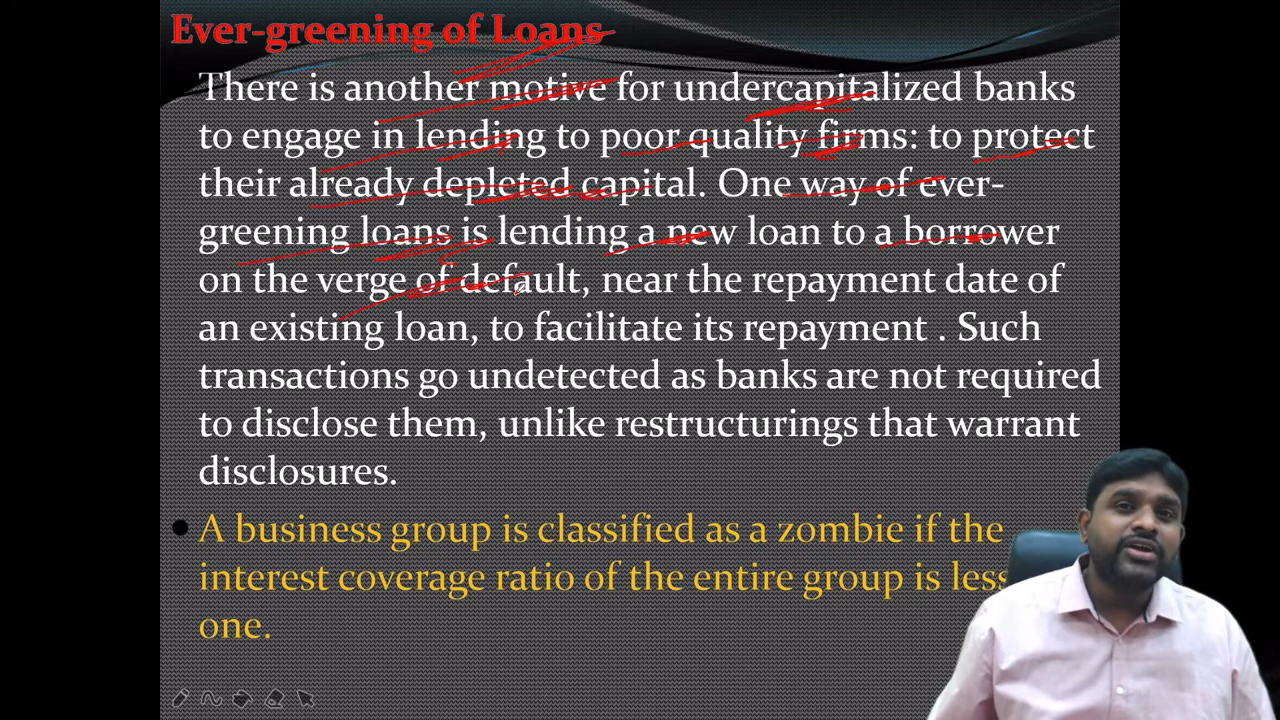 Ever-greening of Loans
There is another motive for undercapitalized banks
to engage in lending to poor quality firms: to protect
their already depleted capital. One way of ever-
greening loans is lending a new loan to a borrower
on the verge of default, near the repayment date of
an existing loan, to facilitate its repayment . Such
transactions go undetected as banks are not required
to disclose them, unlike restructurings that warrant
disclosures.
A business group is classified as a zombie if the
interest coverage ratio of the entire group is less
one.